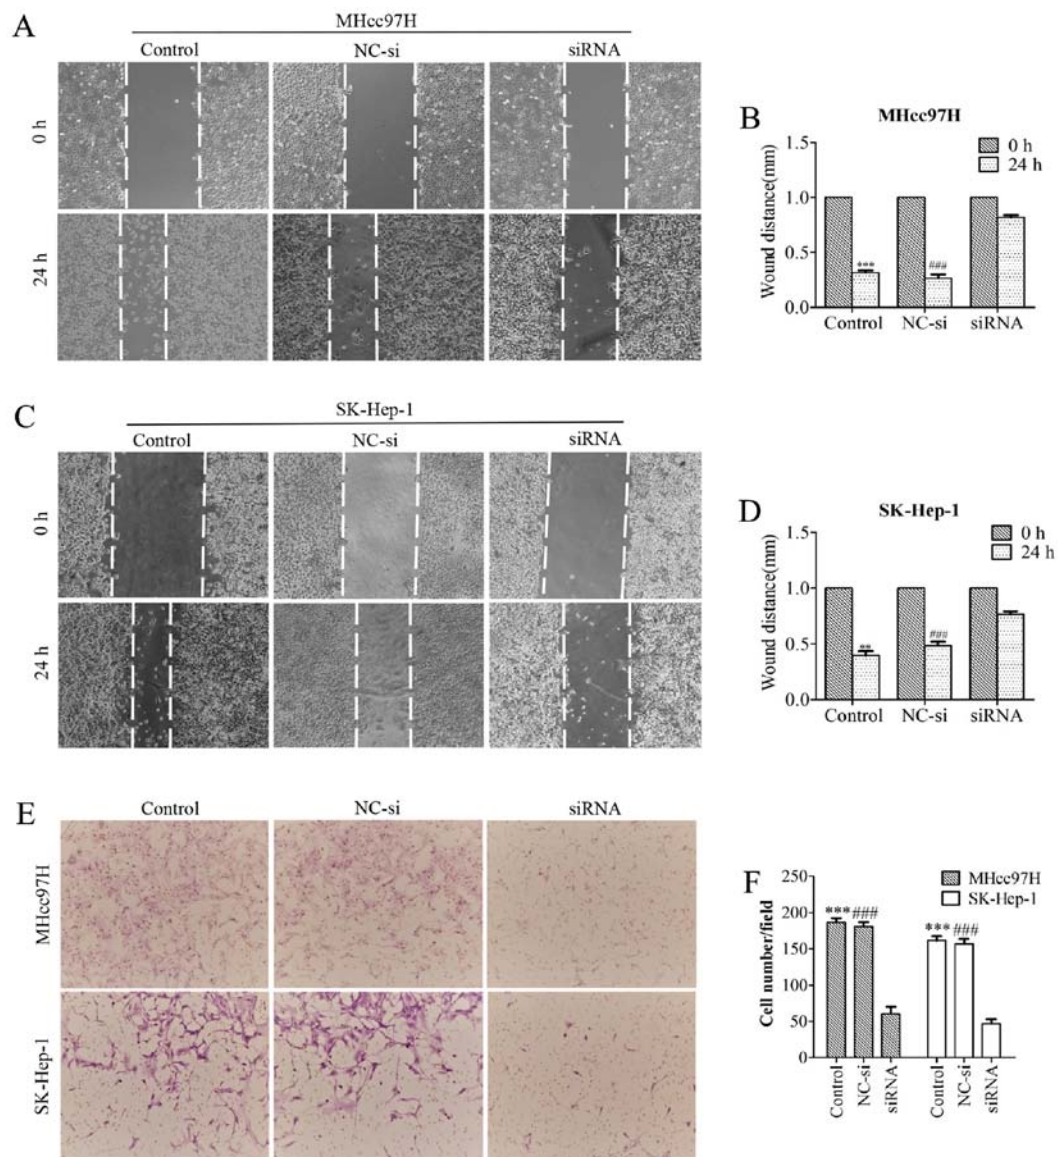 A
MHcc97H
Control NC-si siRNA
0 h
24 h
B
MHcc97H
0 h
24 h
Wound distance(mm)
1.5
1.0
0.5
0.0
***
###
Control NC-si siRNA
C
SK-Hep-1
Control NC-si siRNA
0 h
24 h
D
SK-Hep-1
0 h
24 h
Wound distance(mm)
1.5
1.0
0.5
0.0
**
###
Control NC-si siRNA
E
Control NC-si siRNA
MHcc97H
SK-Hep-1
F
MHcc97H
SK-Hep-1
Cell number/field
250
200
150
100
50
0
*** ### *** ###
Control NC-si siRNA Control NC-si siRNA